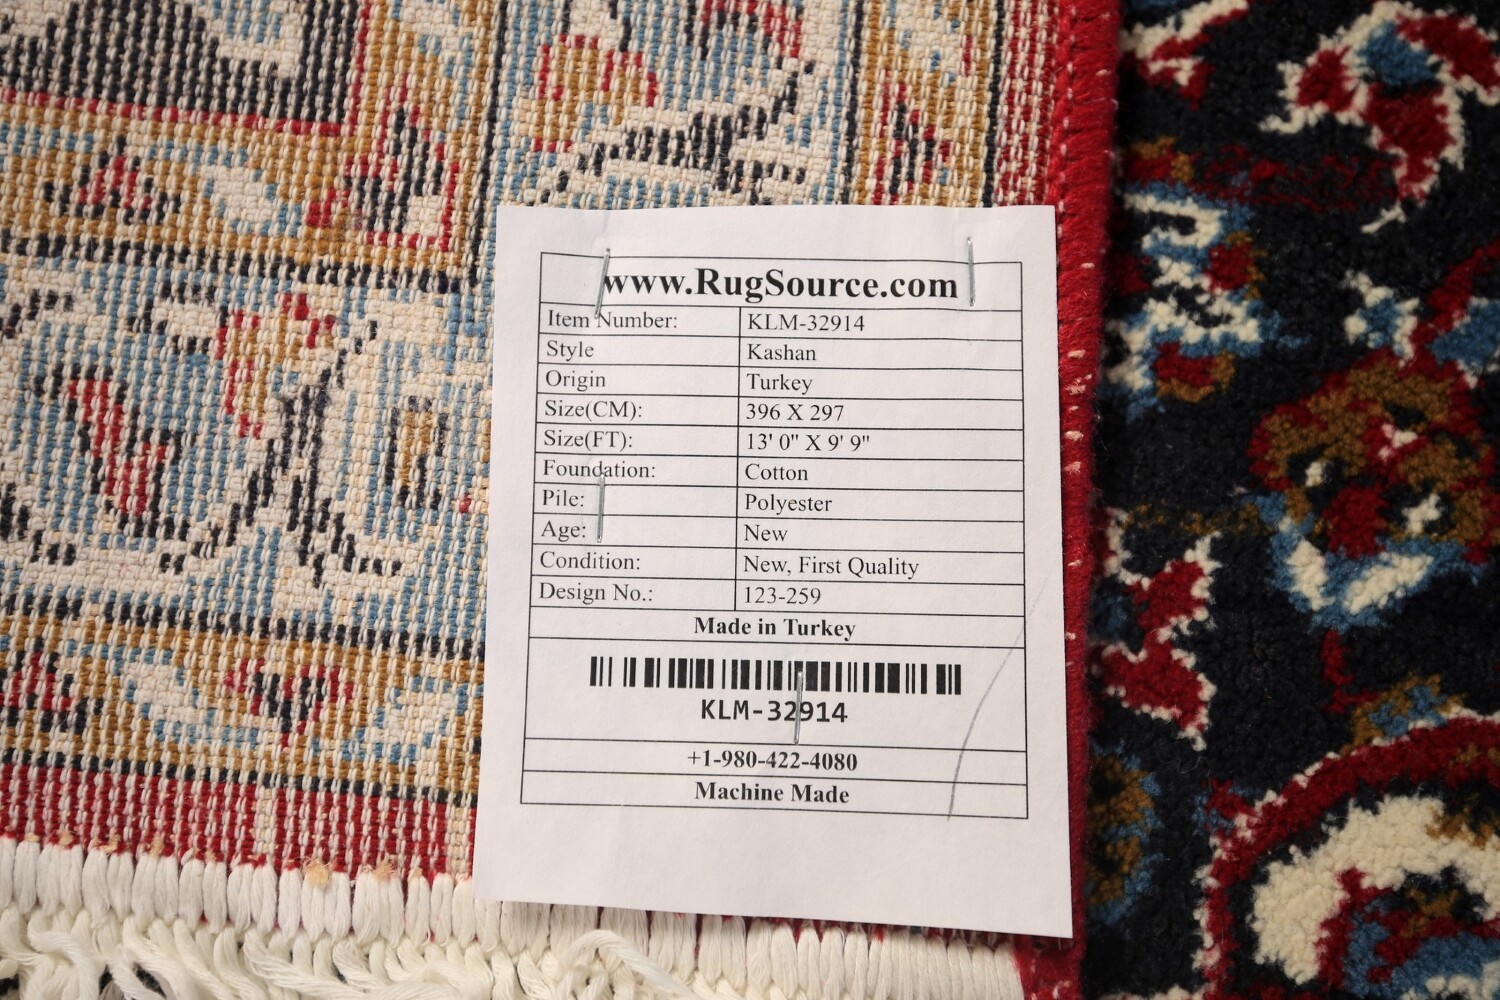 www.RugSource.com
Item Number: KLM-32914
Style Kashan
Origin Turkey
Size(CM): 396 X 297
Size(FT): 13' 0" X 9' 9"
Foundation: Cotton
Pile: Polyester
Age: New
Condition: New, First Quality
Design No.: 123-259
Made in Turkey
KLM-32914
+1-980-422-4080
Machine Made